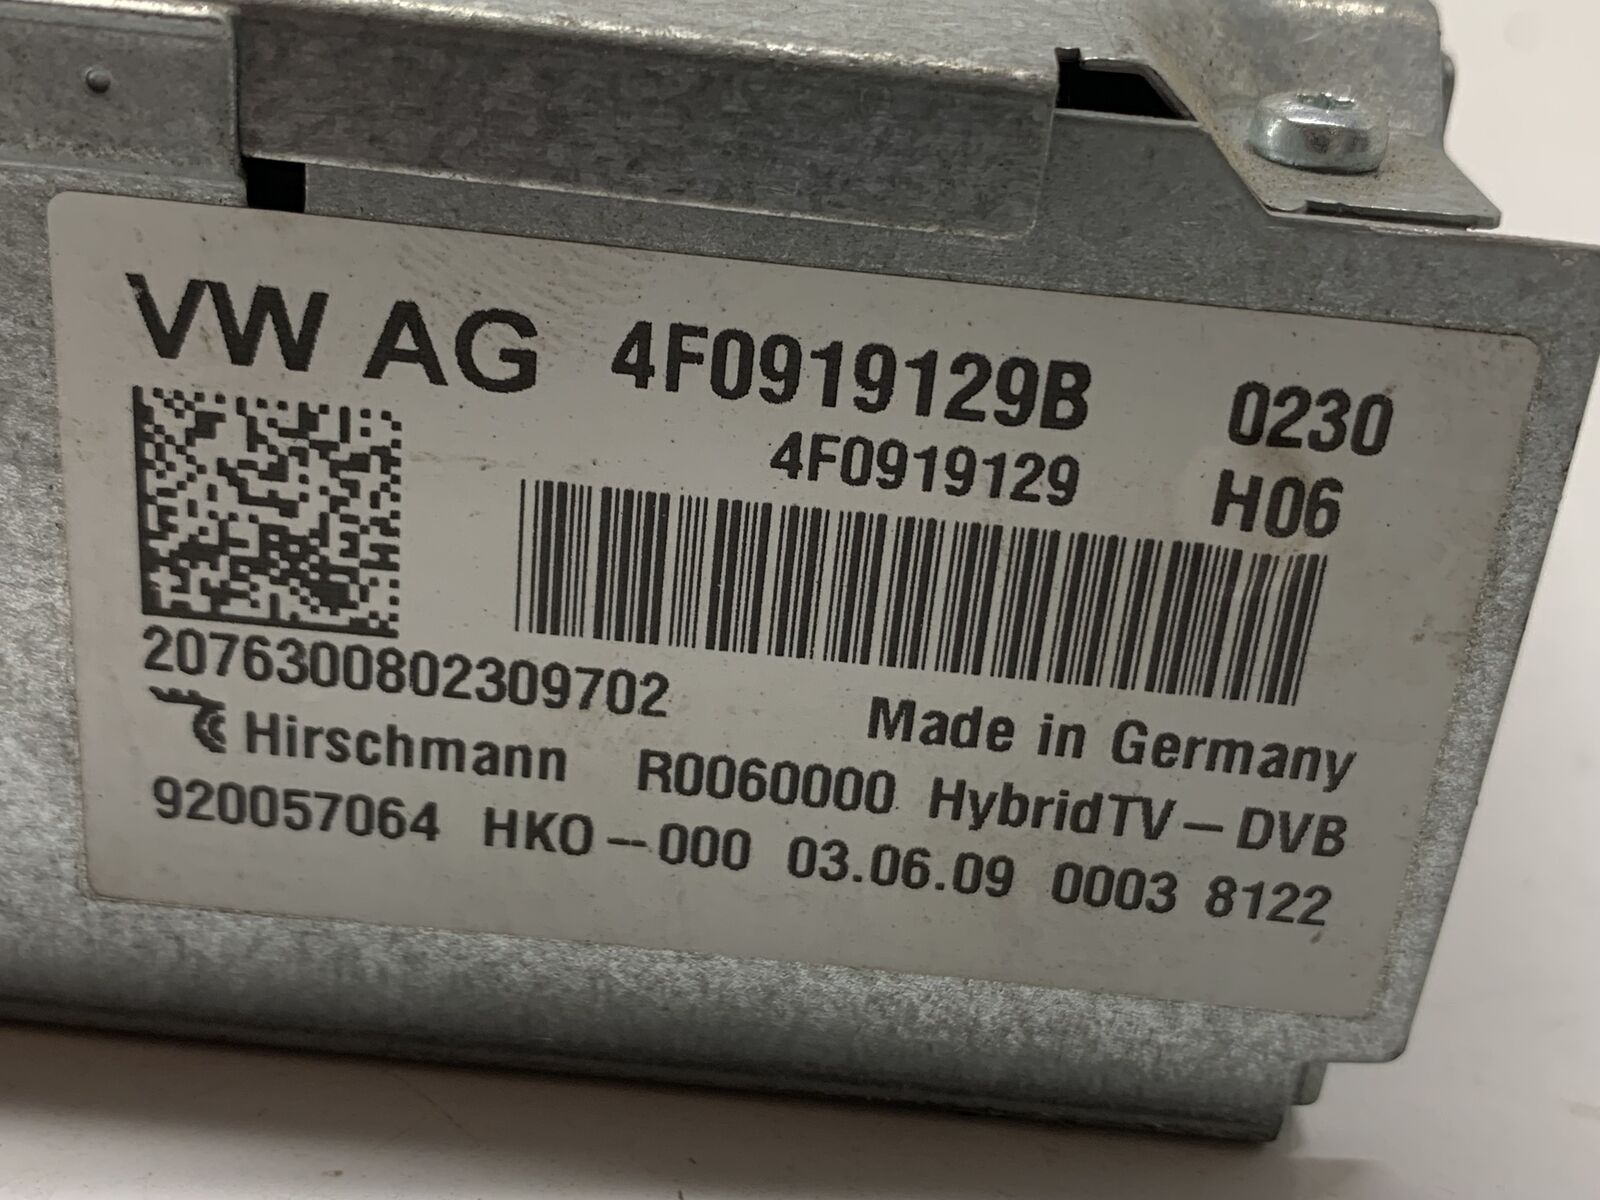 VW AG 4F0919129B 0230
4F0919129 H06
2076300802309702
Made in Germany
Hirschmann R0060000 HybridTV-DVB
920057064 HKO-000 03.06.09 0003 8122